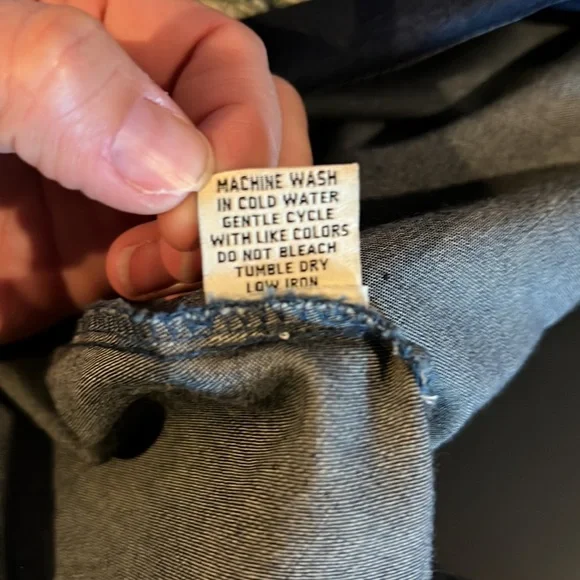 MACHINE WASH
IN COLD WATER
GENTLE CYCLE
WITH LIKE COLORS
DO NOT BLEACH
TUMBLE DRY
LOW IRON